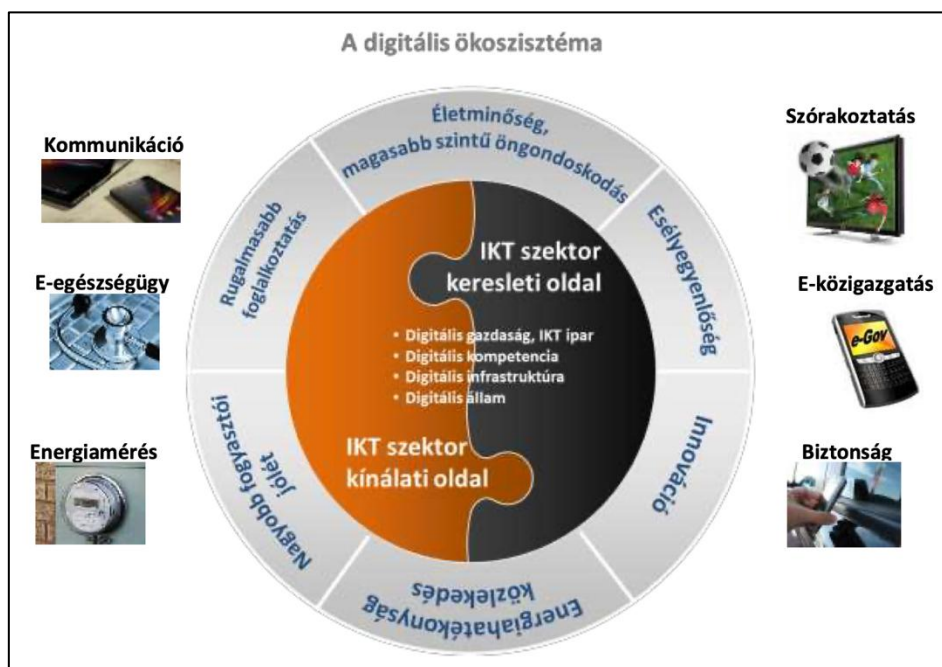 A digitális ökoszisztéma
Kommunikáció
E-egészségügy
Energiamérés
Életminőség,
magasabb szintű öngondoskodás
Esélyegyenlőség
Innováció
Energiahatékonyság
közlekedés
Nagyobb fogyasztói
jólét
Rugalmasabb
foglalkoztatás
IKT szektor
keresleti oldal
• Digitális gazdaság, IKT ipar
• Digitális kompetencia
• Digitális infrastruktúra
• Digitális állam
IKT szektor
kínálati oldal
Szórakoztatás
E-közigazgatás
e-Gov
Biztonság